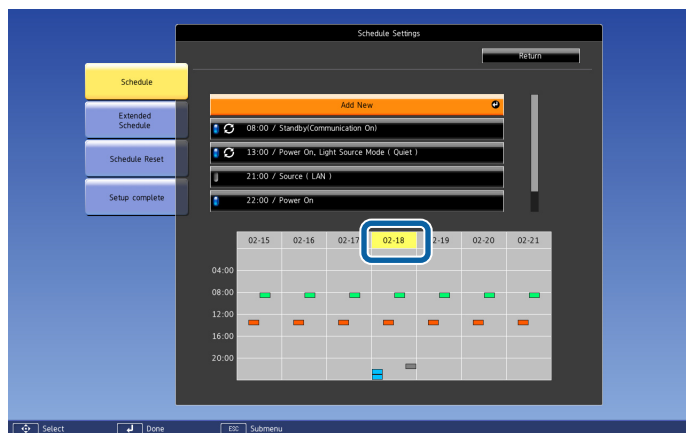 Schedule Settings
Return
Schedule
Extended
Schedule
Schedule Reset
Setup complete
Add New
08:00 / Standby(Communication On)
13:00 / Power On, Light Source Mode ( Quiet )
21:00 / Source ( LAN )
22:00 / Power On
02-15 02-16 02-17 02-18 2-19 02-20 02-21
04:00
08:00
12:00
16:00
20:00
Select Done ESC Submenu